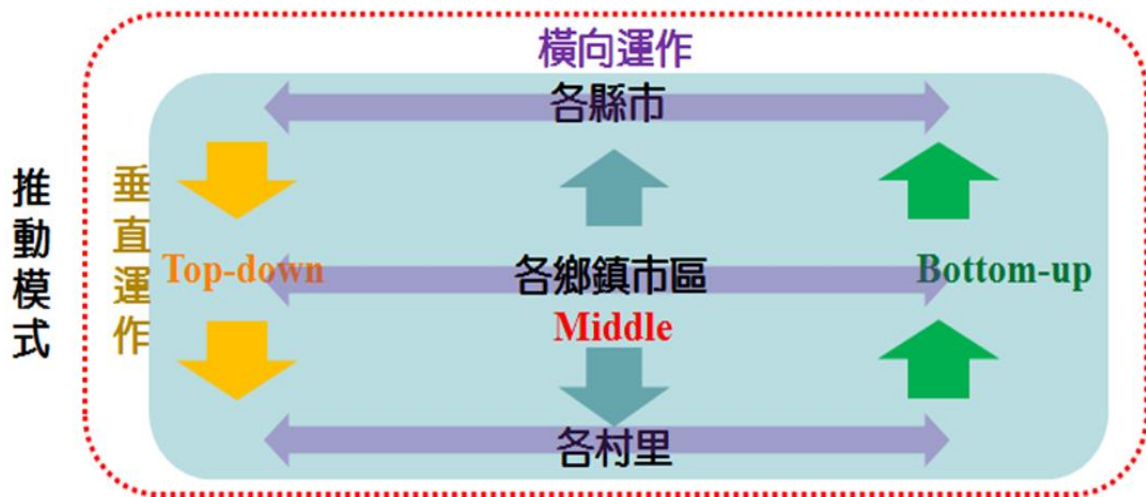 橫向運作
各縣市
推動模式
垂直運作
Top-down
各鄉鎮市區
Bottom-up
Middle
各村里